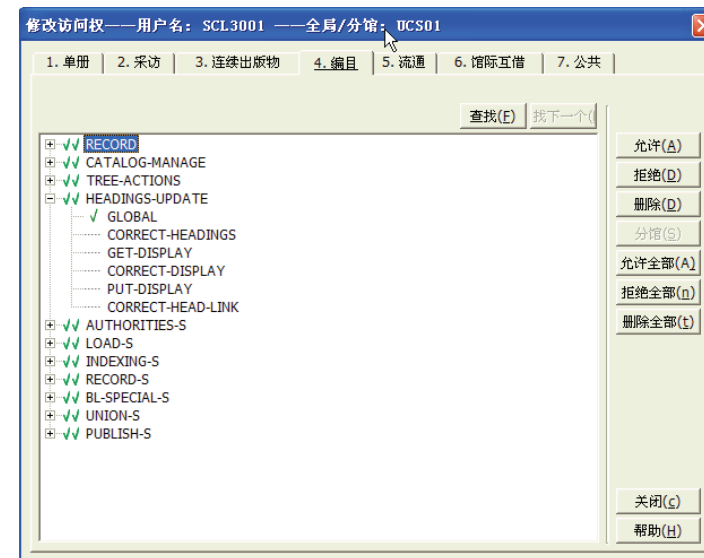 修改访问权——用户名: SCL3001 ——全局/分馆: UCS01
1. 单册 2. 采访 3. 连续出版物 4. 编目 5. 流通 6. 馆际互借 7. 公共
查找(F) 找下一个(
RECORD
CATALOG-MANAGE
TREE-ACTIONS
HEADINGS-UPDATE
GLOBAL
CORRECT-HEADINGS
GET-DISPLAY
CORRECT-DISPLAY
PUT-DISPLAY
CORRECT-HEAD-LINK
AUTHORITIES-S
LOAD-S
INDEXING-S
RECORD-S
BL-SPECIAL-S
UNION-S
PUBLISH-S
允许(A)
拒绝(D)
删除(D)
分馆(S)
允许全部(A)
拒绝全部(n)
删除全部(t)
关闭(c)
帮助(H)